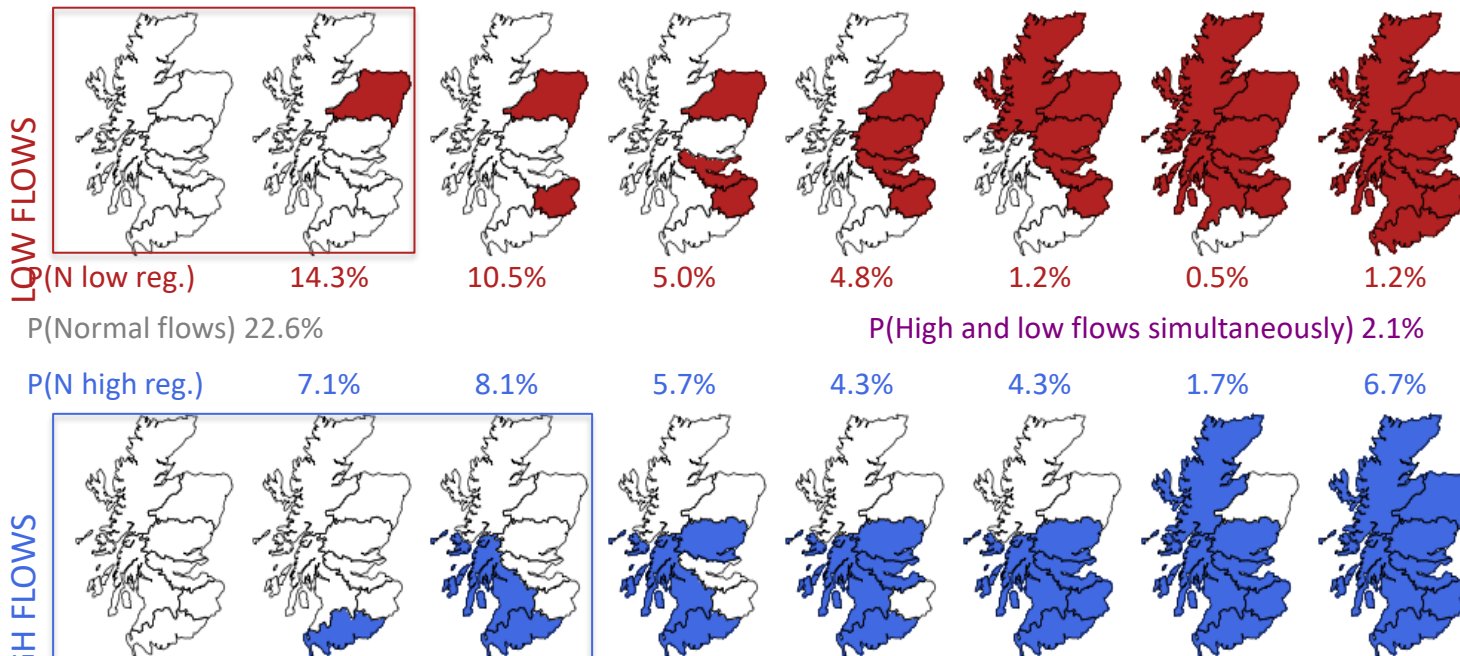 LOW FLOWS
P(N low reg.) 14.3% 10.5% 5.0% 4.8% 1.2% 0.5% 1.2%
P(Normal flows) 22.6% P(High and low flows simultaneously) 2.1%
P(N high reg.) 7.1% 8.1% 5.7% 4.3% 4.3% 1.7% 6.7%
GH FLOWS